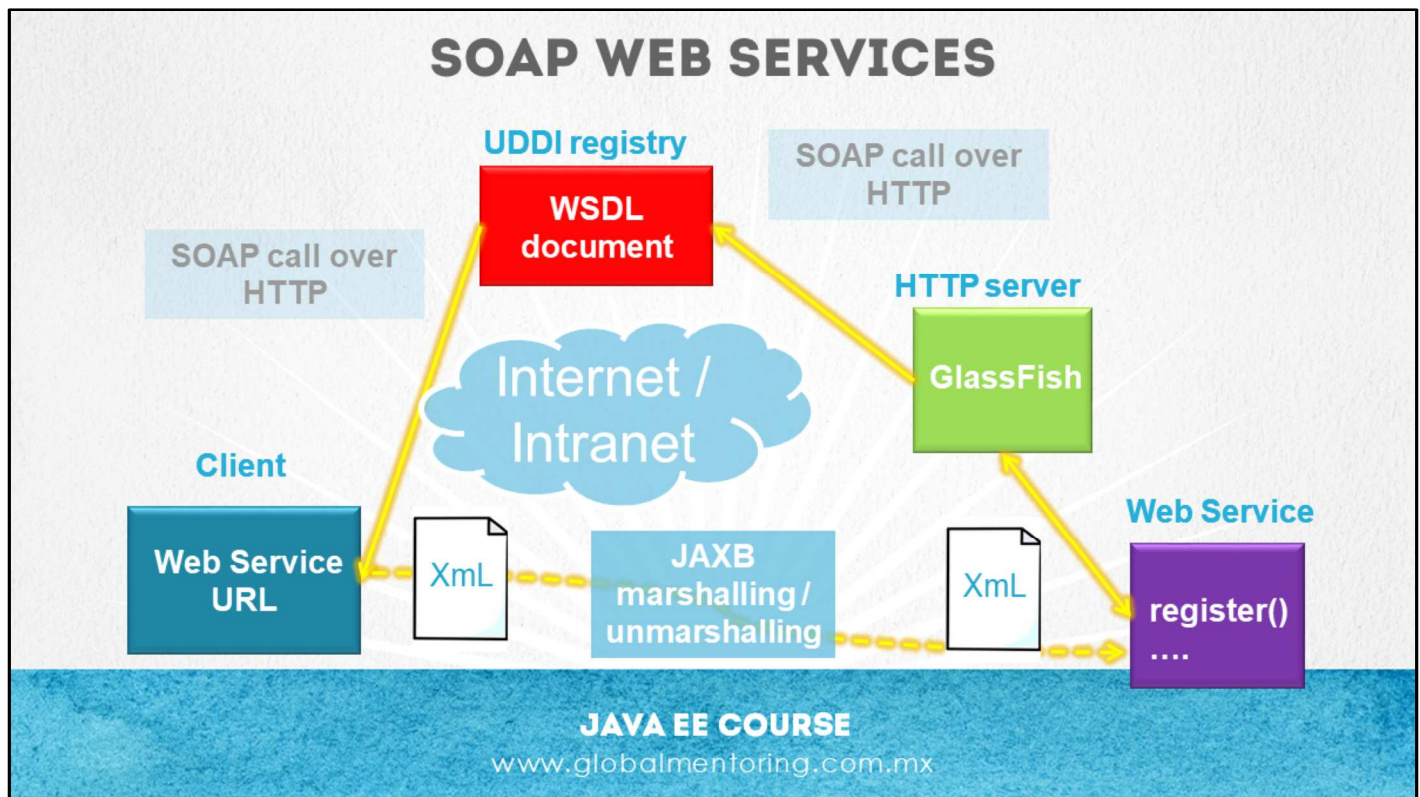 SOAP WEB SERVICES
UDDI registry
WSDL
document
SOAP call over
HTTP
SOAP call over
HTTP
HTTP server
GlassFish
Internet /
Intranet
Client
Web Service
URL
XmL
JAXB
marshalling /
unmarshalling
XmL
Web Service
register()
....
JAVA EE COURSE
www.globalmentoring.com.mx